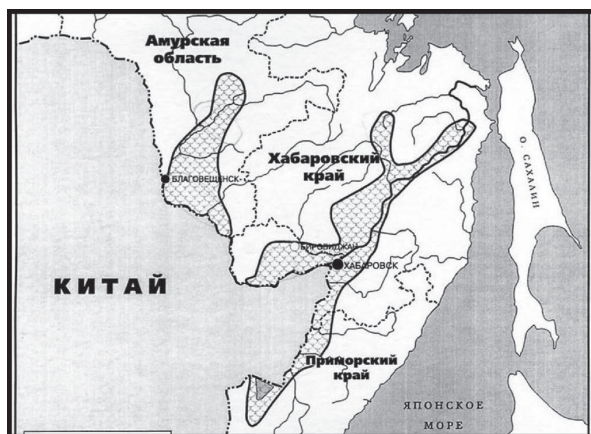 Амурская
область
БЛАГОВЕЩЕНСК
Хабаровский
край
О. САХАЛИН
БИРОБИДЖАН
ХАБАРОВСК
КИТАЙ
Приморский
край
ЯПОНСКОЕ
МОРЕ